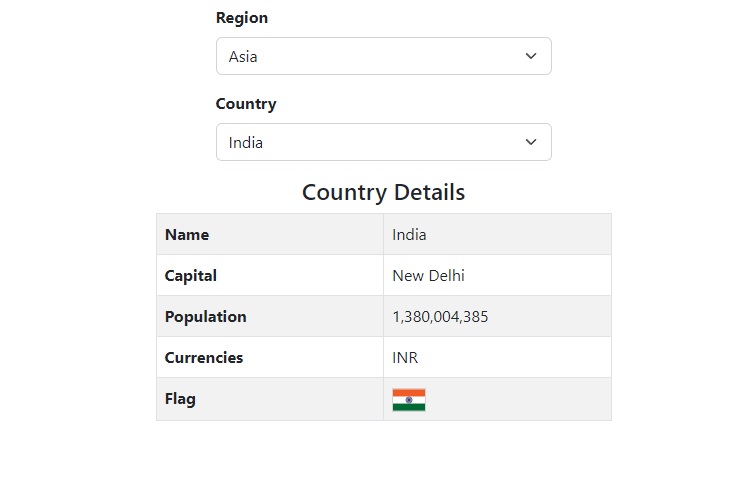 Region
Asia
Country
India
Country Details
Name India
Capital New Delhi
Population 1,380,004,385
Currencies INR
Flag